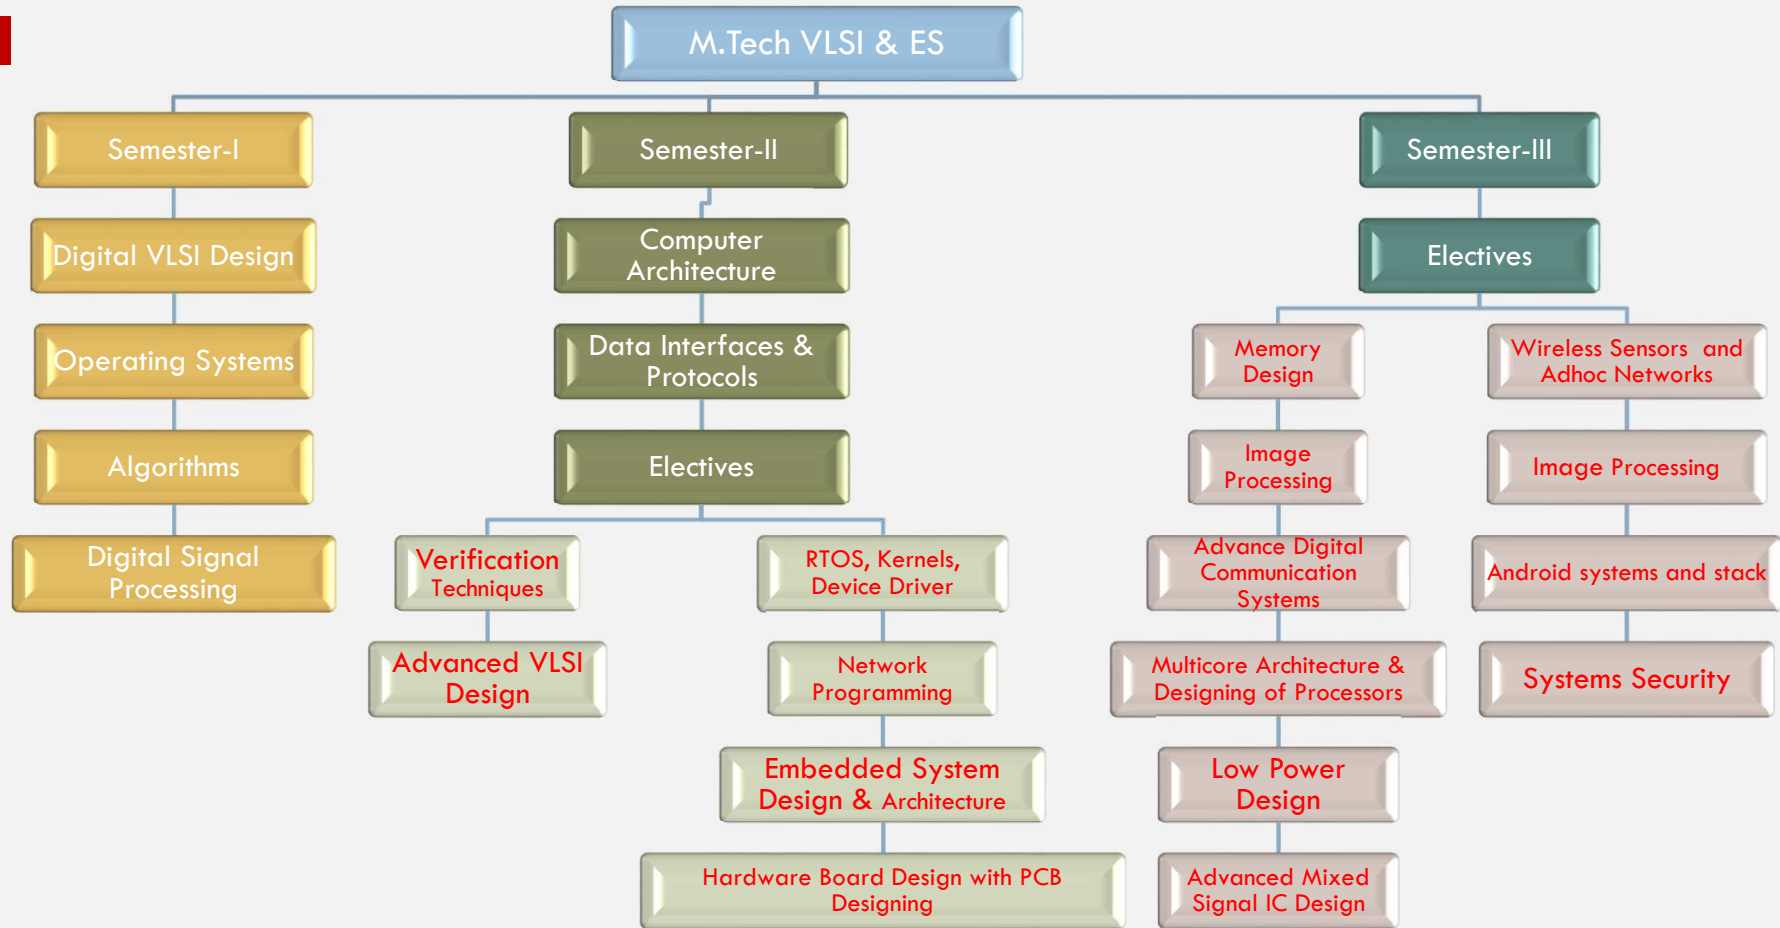 M.Tech VLSI & ES
Semester-I
Digital VLSI Design
Operating Systems
Algorithms
Digital Signal
Processing
Semester-II
Computer
Architecture
Data Interfaces &
Protocols
Electives
Verification
Techniques
Advanced VLSI
Design
RTOS, Kernels,
Device Driver
Network
Programming
Embedded System
Design & Architecture
Hardware Board Design with PCB
Designing
Semester-III
Electives
Memory
Design
Image
Processing
Advance Digital
Communication
Systems
Multicore Architecture &
Designing of Processors
Low Power
Design
Advanced Mixed
Signal IC Design
Wireless Sensors and
Adhoc Networks
Image Processing
Android systems and stack
Systems Security